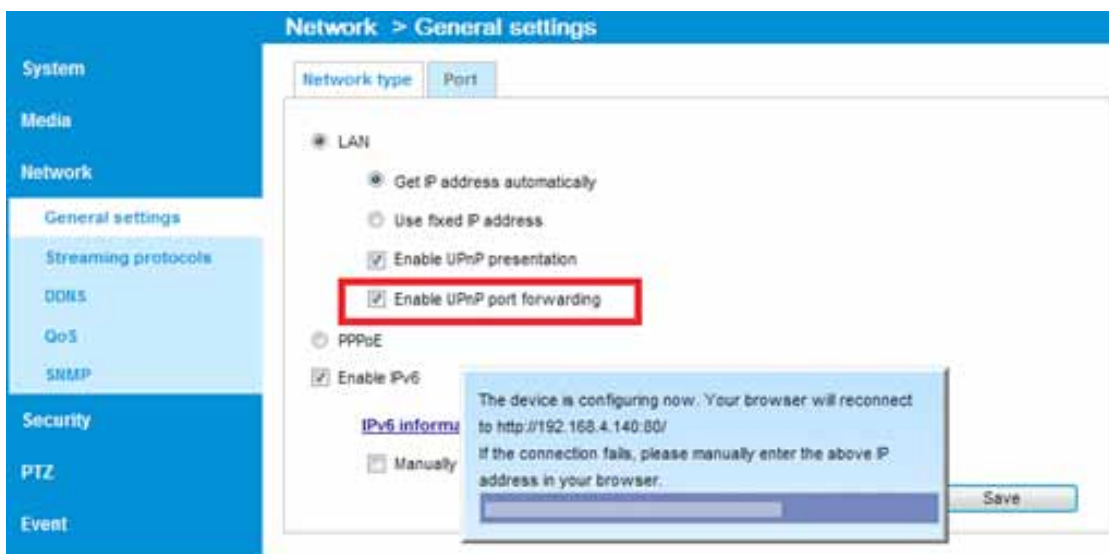 Network > General settings
System
Media
Network
General settings
Streaming protocols
DDNS
QoS
SNMP
Security
PTZ
Event
Network type
Port
LAN
Get IP address automatically
Use fixed IP address
Enable UPnP presentation
Enable UPnP port forwarding
PPPoE
Enable IPv6
IPv6 informa
Manually
The device is configuring now. Your browser will reconnect
to http://192.168.4.140:80/
If the connection fails, please manually enter the above IP
address in your browser.
Save